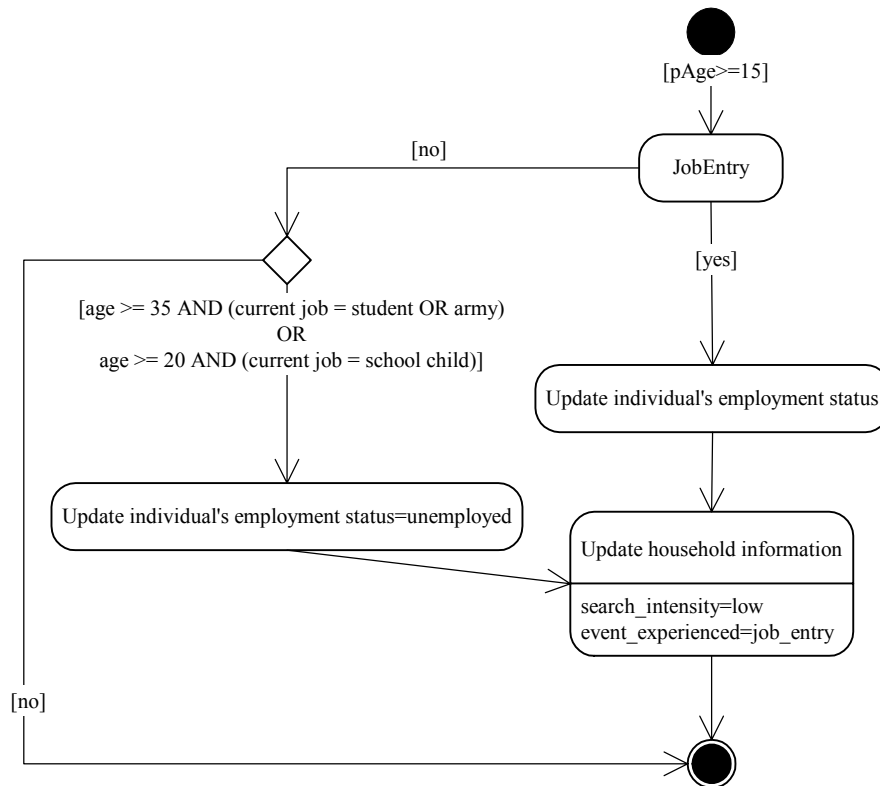 [pAge>=15]
[no]
JobEntry
[yes]
[age >= 35 AND (current job = student OR army)
OR
age >= 20 AND (current job = school child)]
Update individual's employment status
Update individual's employment status=unemployed
Update household information
search_intensity=low
event_experienced=job_entry
[no]